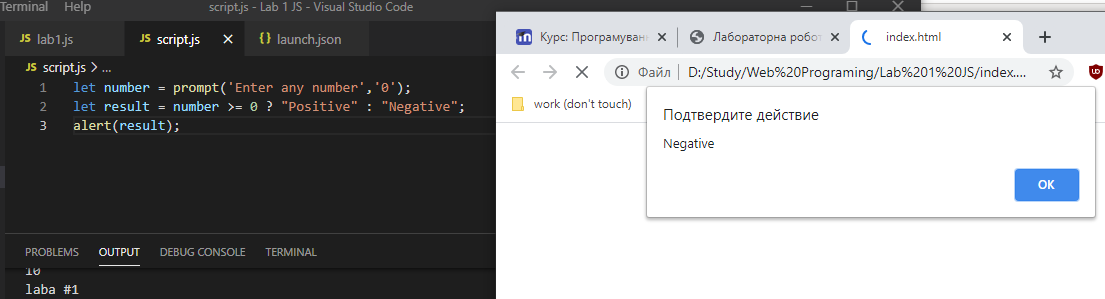 Terminal Help script.js - Lab 1 JS - Visual Studio Code
JS lab1.js JS script.js {} launch.json
JS script.js > ...
1 let number = prompt('Enter any number','0');
2 let result = number >= 0 ? "Positive" : "Negative";
3 alert(result);
PROBLEMS OUTPUT DEBUG CONSOLE TERMINAL
10
laba #1
Курс: Програмуван
Лабораторна робот
index.html
Файл D:/Study/Web%20Programing/Lab%201%20JS/index....
work (don't touch)
Подтвердите действие
Negative
ОК